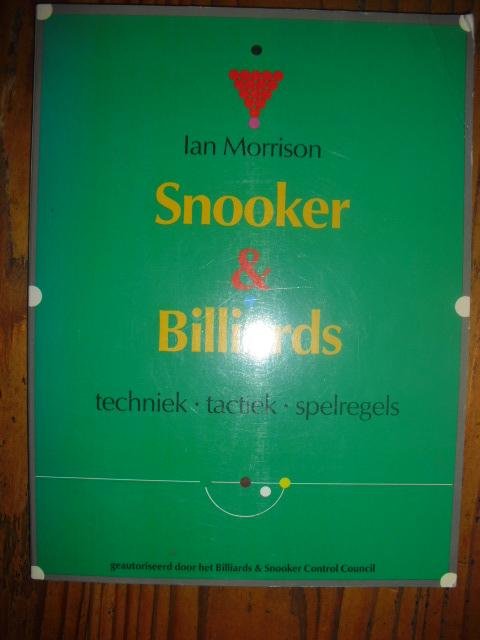 Ian Morrison
Snooker
&
Billiards
techniek · tactiek · spelregels
geautoriseerd door het Billiards & Snooker Control Council